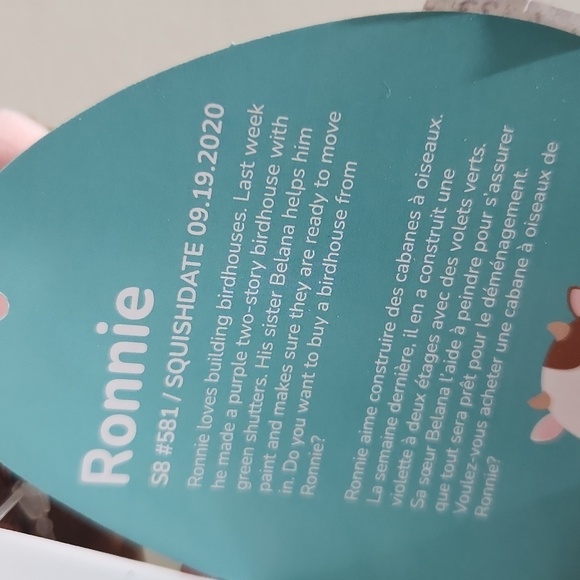 Ronnie
S8 #581 / SQUISHDATE 09.19.2020
Ronnie loves building birdhouses. Last week
he made a purple two-story birdhouse with
green shutters. His sister Belana helps him
paint and makes sure they are ready to move
in. Do you want to buy a birdhouse from
Ronnie?
Ronnie aime construire des cabanes à oiseaux.
La semaine dernière, il en a construit une
violette à deux étages avec des volets verts.
Sa sœur Belana l'aide à peindre pour s'assurer
que tout sera prêt pour le déménagement.
Voulez-vous acheter une cabane à oiseaux de
Ronnie?